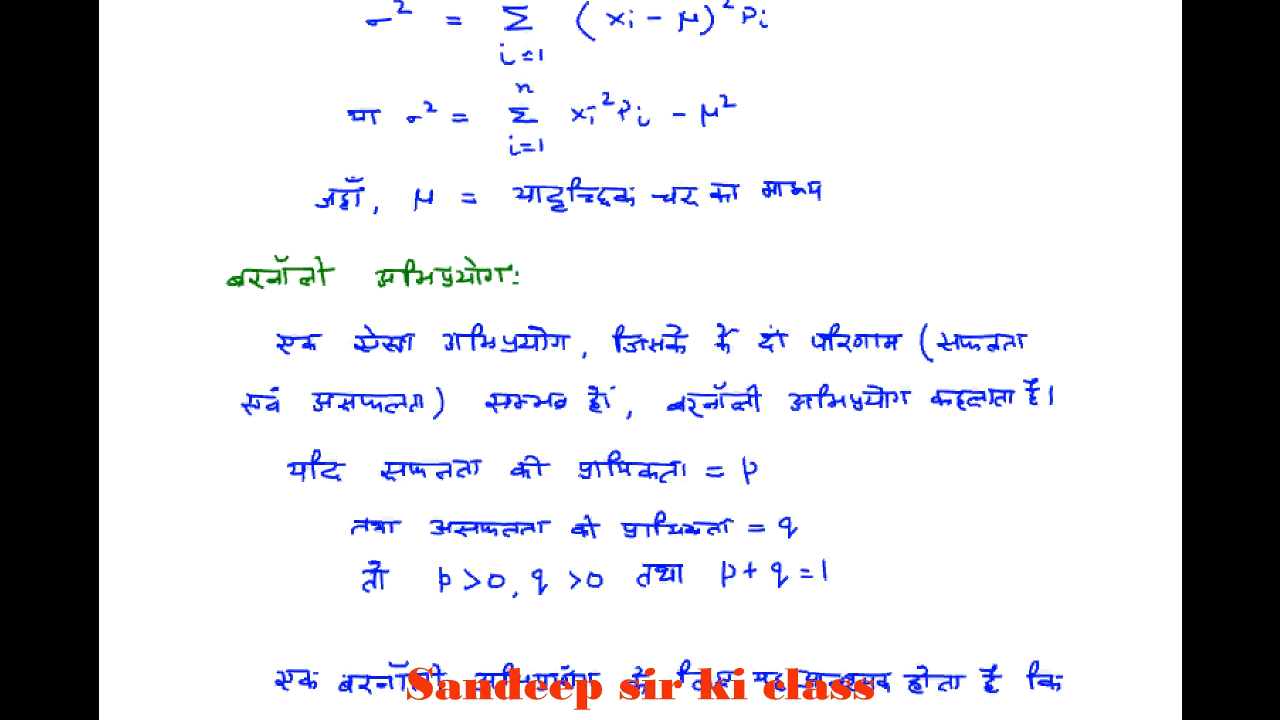 σ² = Σ (xi - μ)² Pi
i=1
n
या σ² = Σ xi² Pi - μ²
i=1
जहाँ, μ = यादृच्छिक चर का माध्य
बरनॉली अभिप्रयोग:
एक ऐसा अभिप्रयोग, जिसके के दो परिणाम (सफलता
एवं असफलता) सम्भव हों, बरनॉली अभिप्रयोग कहलाता है।
यदि सफलता की प्रायिकता = p
तथा असफलता की प्रायिकता = q
तो p > 0, q > 0 तथा p + q = 1
एक बरनॉली के होता है कि
Sandeep sir ki class